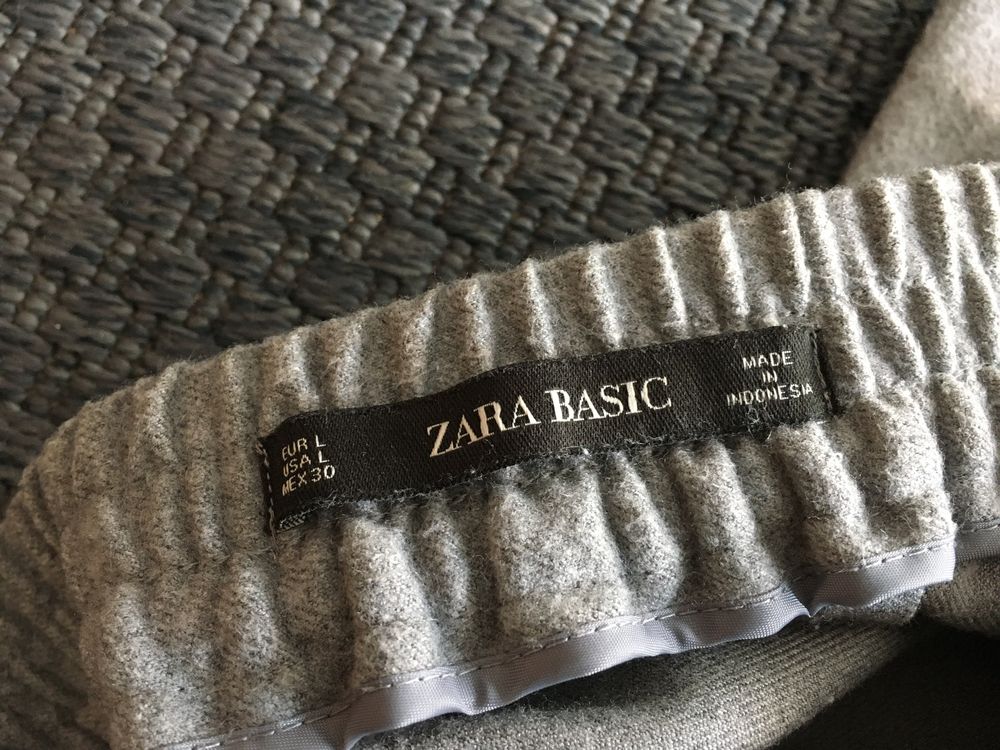 EUR L
USA L
MEX 30
ZARA BASIC
MADE
IN
INDONESIA